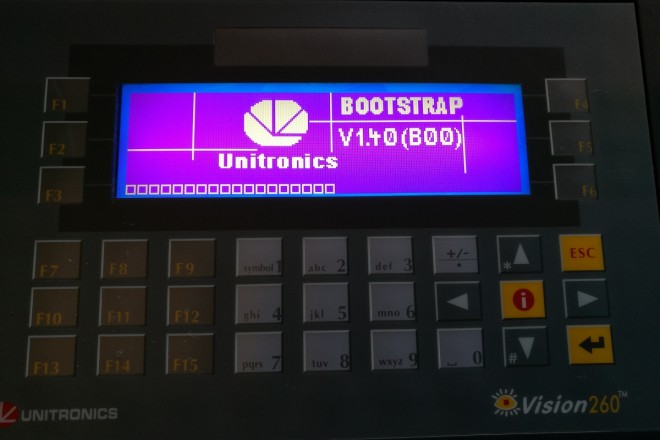 F1
F2
F3
BOOTSTRAP
V1.40(B00)
Unitronics
F4
F5
F6
F7 F8 F9 symbol 1 abc 2 def 3 +/- . * ESC
F10 F11 F12 ghi 4 jkl 5 mno 6 i
F13 F14 F15 pqrs 7 tuv 8 wxyz 9 0 #
UNITRONICS
Vision260™